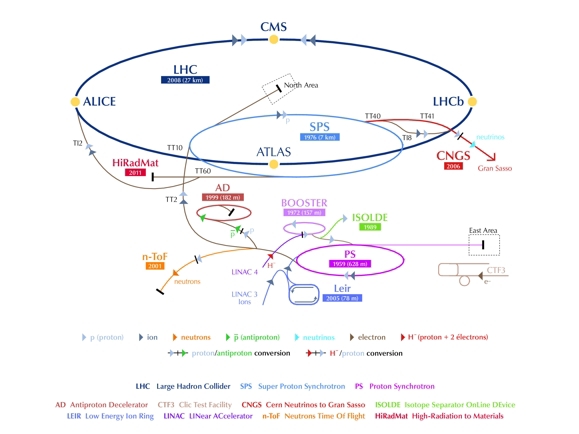 CMS
LHC
2008 (27 km)
North Area
ALICE
LHCb
TT40
TT41
SPS
1976 (7 km)
TI8
TI2
TT10
ATLAS
CNGS
2006
neutrinos
Gran Sasso
HiRadMat
2011
TT60
AD
1999 (182 m)
TT2
BOOSTER
1972 (157 m)
ISOLDE
1989
p
p̅
p
East Area
n-ToF
2001
neutrons
LINAC 4
H⁻
PS
1959 (628 m)
CTF3
e-
LINAC 3
Ions
Leir
2005 (78 m)
p (proton) ion neutrons p̅ (antiproton) neutrinos electron H⁻(proton + 2 électrons)
proton/antiproton conversion H⁻/proton conversion
LHC Large Hadron Collider SPS Super Proton Synchrotron PS Proton Synchrotron
AD Antiproton Decelerator CTF3 Clic Test Facility CNGS Cern Neutrinos to Gran Sasso ISOLDE Isotope Separator OnLine DEvice
LEIR Low Energy Ion Ring LINAC LINear ACcelerator n-ToF Neutrons Time Of Flight HiRadMat High-Radiation to Materials